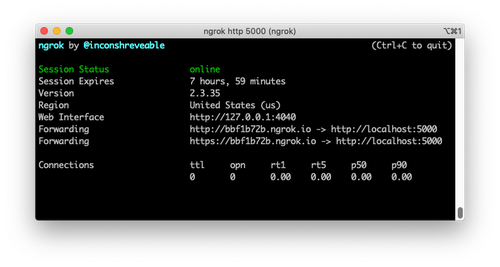 ngrok http 5000 (ngrok)
⌥⌘1
ngrok by @inconshreveable (Ctrl+C to quit)
Session Status online
Session Expires 7 hours, 59 minutes
Version 2.3.35
Region United States (us)
Web Interface http://127.0.0.1:4040
Forwarding http://bbf1b72b.ngrok.io -> http://localhost:5000
Forwarding https://bbf1b72b.ngrok.io -> http://localhost:5000
Connections ttl opn rt1 rt5 p50 p90
0 0 0.00 0.00 0.00 0.00